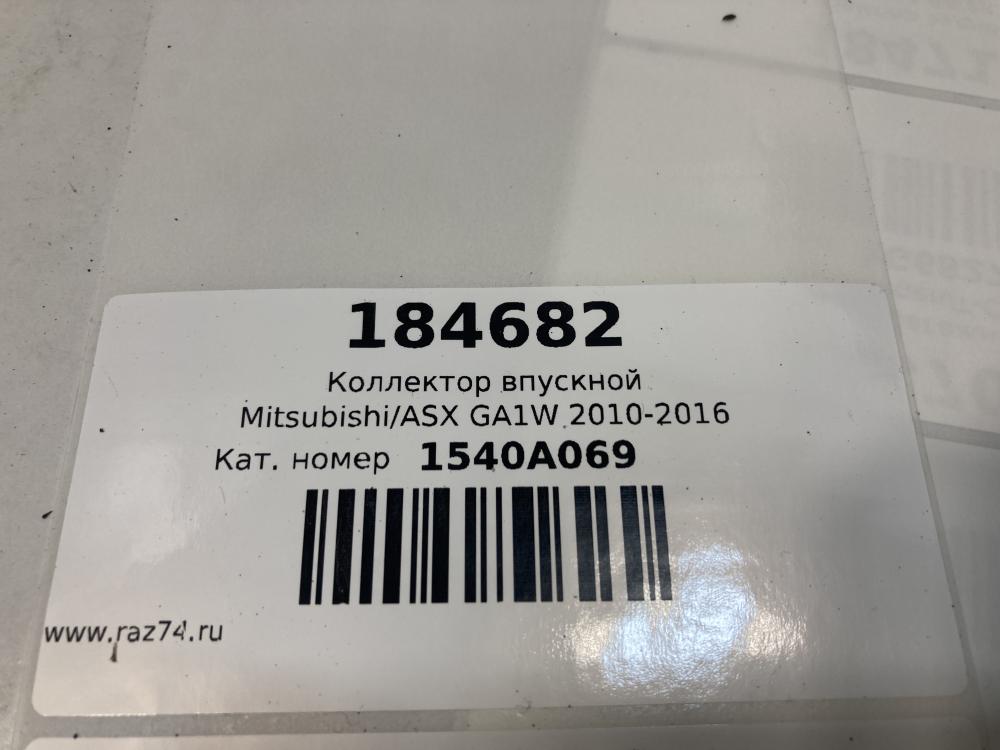 184682
Коллектор впускной
Mitsubishi/ASX GA1W 2010-2016
Кат. номер 1540A069
www.raz74.ru